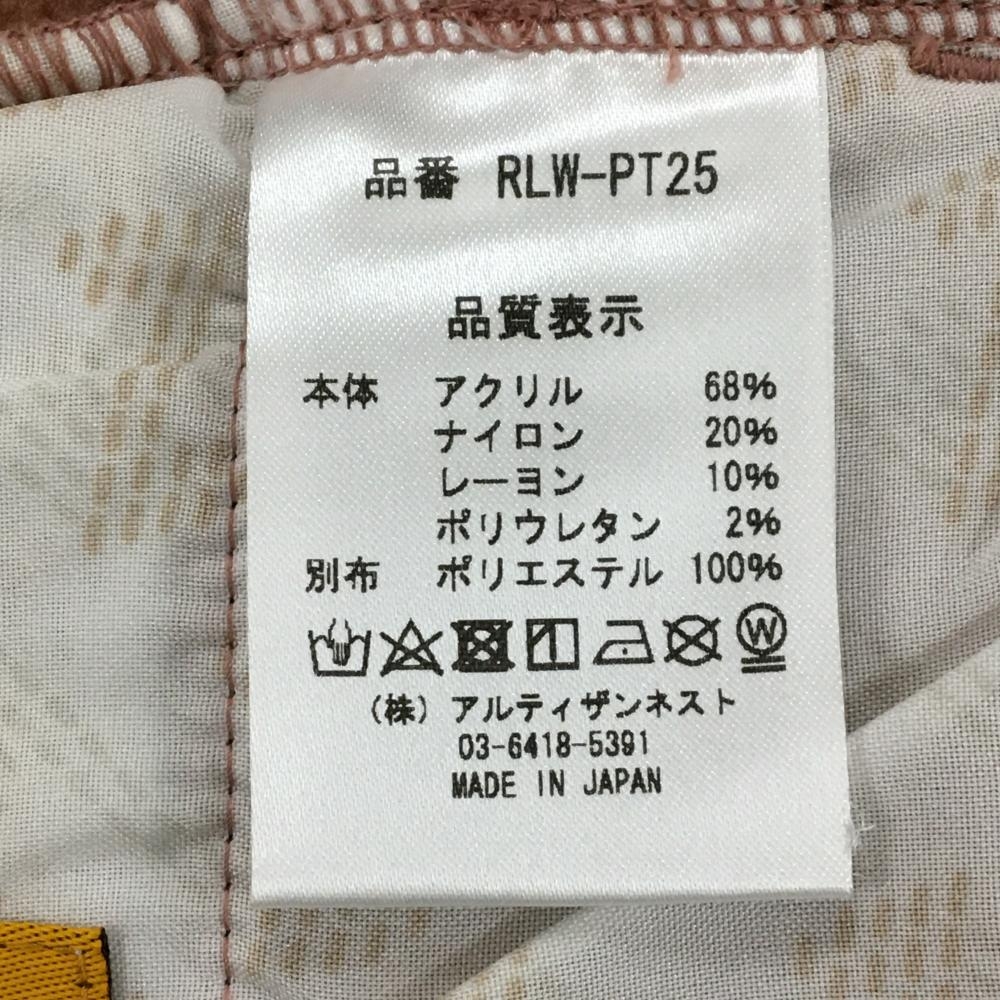 品番 RLW-PT25
品質表示
本体 アクリル 68%
ナイロン 20%
レーヨン 10%
ポリウレタン 2%
別布 ポリエステル 100%
W
(株) アルティザンネスト
03-6418-5391
MADE IN JAPAN